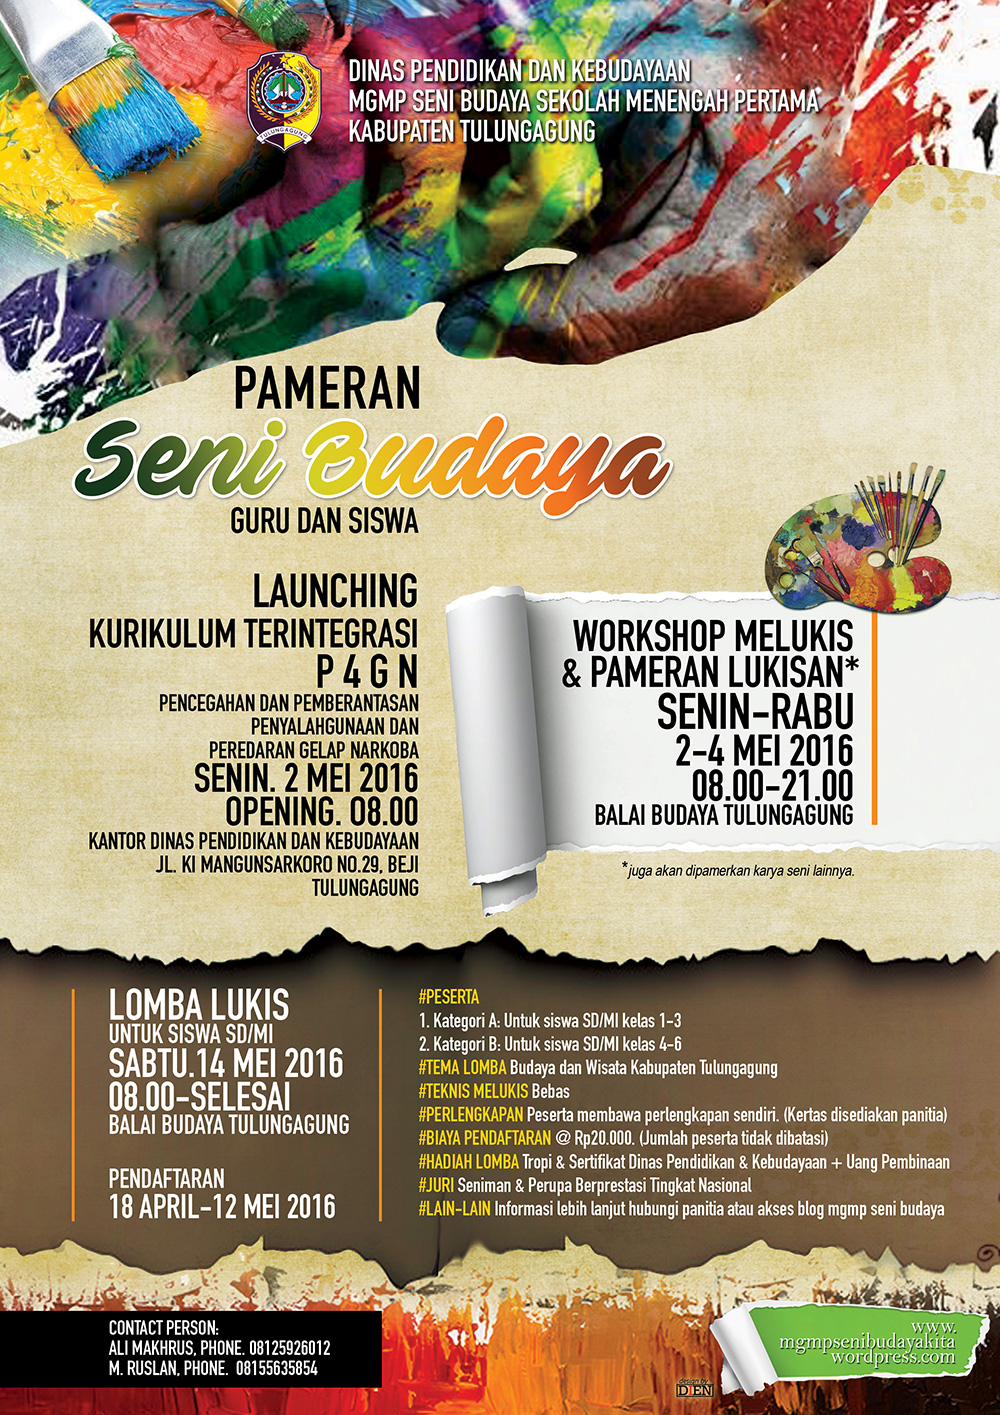 DINAS PENDIDIKAN DAN KEBUDAYAAN
MGMP SENI BUDAYA SEKOLAH MENENGAH PERTAMA
KABUPATEN TULUNGAGUNG
TULUNGAGUNG
PAMERAN
Seni Budaya
GURU DAN SISWA
LAUNCHING
KURIKULUM TERINTEGRASI
P 4 G N
PENCEGAHAN DAN PEMBERANTASAN
PENYALAHGUNAAN DAN
PEREDARAN GELAP NARKOBA
SENIN. 2 MEI 2016
OPENING. 08.00
KANTOR DINAS PENDIDIKAN DAN KEBUDAYAAN
JL. KI MANGUNSARKORO NO.29, BEJI
TULUNGAGUNG
WORKSHOP MELUKIS
& PAMERAN LUKISAN*
SENIN-RABU
2-4 MEI 2016
08.00-21.00
BALAI BUDAYA TULUNGAGUNG
*juga akan dipamerkan karya seni lainnya.
LOMBA LUKIS
UNTUK SISWA SD/MI
SABTU.14 MEI 2016
08.00-SELESAI
BALAI BUDAYA TULUNGAGUNG
PENDAFTARAN
18 APRIL-12 MEI 2016
#PESERTA
1. Kategori A: Untuk siswa SD/MI kelas 1-3
2. Kategori B: Untuk siswa SD/MI kelas 4-6
#TEMA LOMBA Budaya dan Wisata Kabupaten Tulungagung
#TEKNIS MELUKIS Bebas
#PERLENGKAPAN Peserta membawa perlengkapan sendiri. (Kertas disediakan panitia)
#BIAYA PENDAFTARAN @ Rp20.000. (Jumlah peserta tidak dibatasi)
#HADIAH LOMBA Tropi & Sertifikat Dinas Pendidikan & Kebudayaan + Uang Pembinaan
#JURI Seniman & Perupa Berprestasi Tingkat Nasional
#LAIN-LAIN Informasi lebih lanjut hubungi panitia atau akses blog mgmp seni budaya
CONTACT PERSON:
ALI MAKHRUS, PHONE. 08125926012
M. RUSLAN, PHONE. 08155635854
www.
mgmpsenibudayakita
wordpress.com
design by